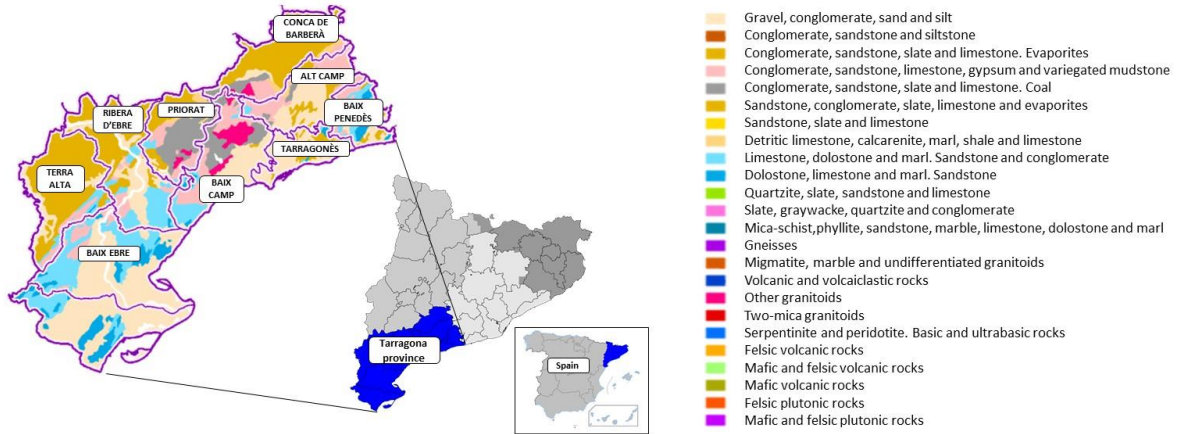 CONCA DE
BARBERÀ
ALT CAMP
RIBERA
D'EBRE
PRIORAT
BAIX
PENEDÈS
TARRAGONÈS
TERRA
ALTA
BAIX
CAMP
BAIX EBRE
Tarragona
province
Spain
Gravel, conglomerate, sand and silt
Conglomerate, sandstone and siltstone
Conglomerate, sandstone, slate and limestone. Evaporites
Conglomerate, sandstone, limestone, gypsum and variegated mudstone
Conglomerate, sandstone, slate and limestone. Coal
Sandstone, conglomerate, slate, limestone and evaporites
Sandstone, slate and limestone
Detritic limestone, calcarenite, marl, shale and limestone
Limestone, dolostone and marl. Sandstone and conglomerate
Dolostone, limestone and marl. Sandstone
Quartzite, slate, sandstone and limestone
Slate, graywacke, quartzite and conglomerate
Mica-schist,phyllite, sandstone, marble, limestone, dolostone and marl
Gneisses
Migmatite, marble and undifferentiated granitoids
Volcanic and volcaiclastic rocks
Other granitoids
Two-mica granitoids
Serpentinite and peridotite. Basic and ultrabasic rocks
Felsic volcanic rocks
Mafic and felsic volcanic rocks
Mafic volcanic rocks
Felsic plutonic rocks
Mafic and felsic plutonic rocks